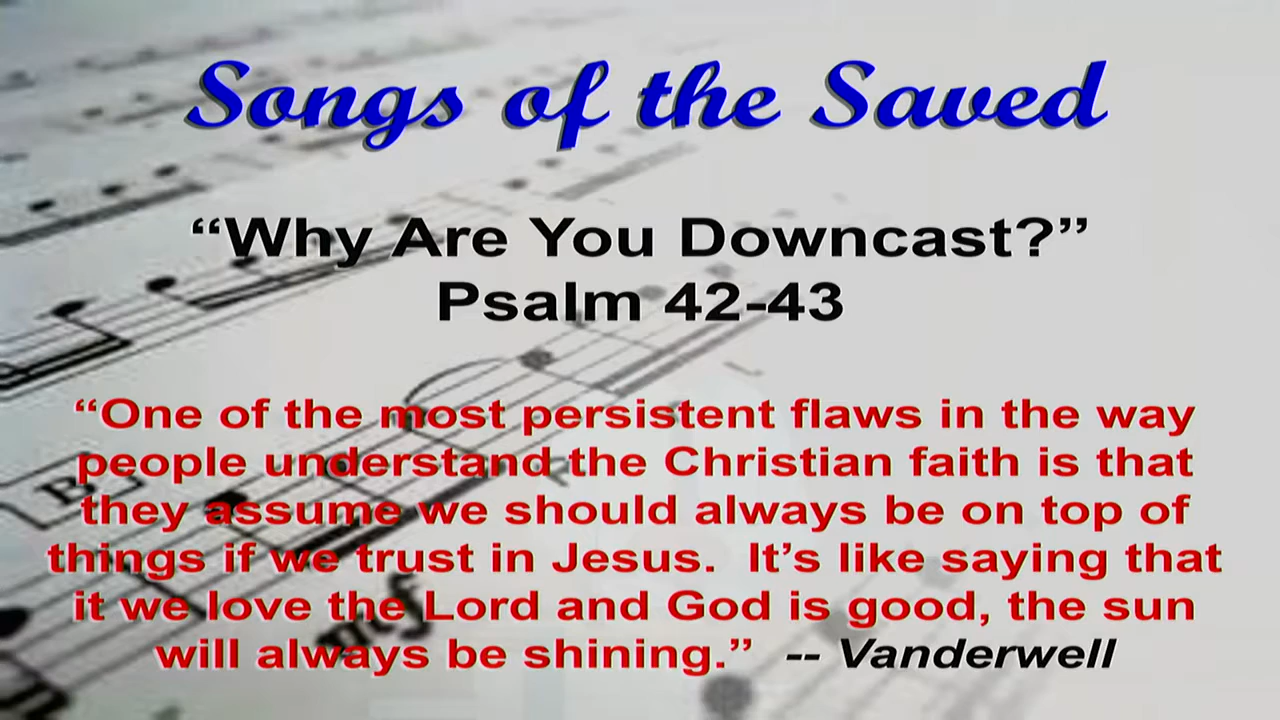 Songs of the Saved
“Why Are You Downcast?”
Psalm 42-43
“One of the most persistent flaws in the way
people understand the Christian faith is that
they assume we should always be on top of
things if we trust in Jesus.  It’s like saying that
it we love the Lord and God is good, the sun
will always be shining.”  -- Vanderwell
mf